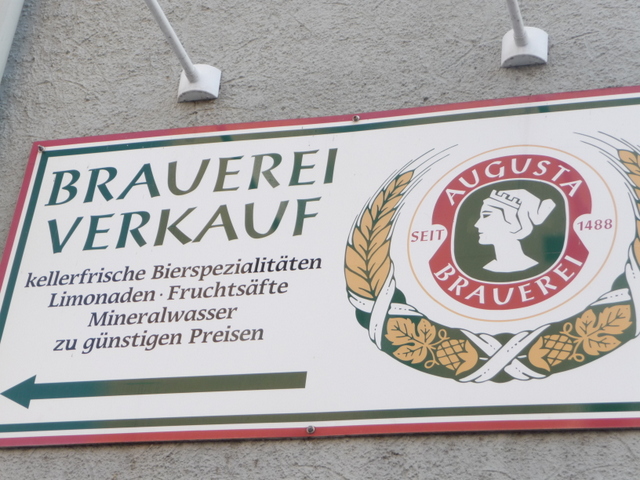 BRAUEREI
VERKAUF
kellerfrische Bierspezialitäten
Limonaden · Fruchtsäfte
Mineralwasser
zu günstigen Preisen
AUGUSTA
SEIT 1488
BRAUEREI